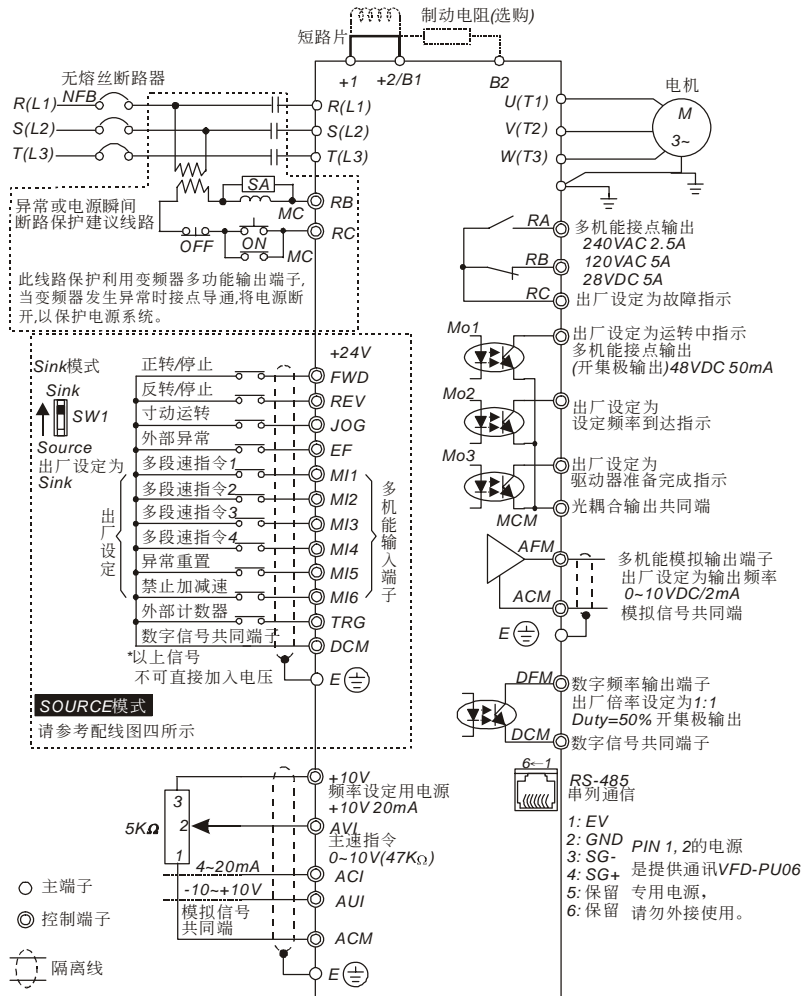 制动电阻(选购)
短路片
+1
+2/B1
B2
无熔丝断路器
NFB
R(L1)
S(L2)
T(L3)
R(L1)
S(L2)
T(L3)
电机
U(T1)
V(T2)
W(T3)
M
3~
SA
MC
RB
RC
异常或电源瞬间
断路保护建议线路
OFF
ON
MC
此线路保护利用变频器多功能输出端子,
当变频器发生异常时接点导通,将电源断
开,以保护电源系统。
RA
RB
RC
多机能接点输出
240VAC 2.5A
120VAC 5A
28VDC 5A
出厂设定为故障指示
Sink模式
Sink
SW1
Source
出厂设定为
Sink
+24V
正转/停止
FWD
反转/停止
REV
寸动运转
JOG
外部异常
EF
多段速指令1
MI1
多段速指令2
MI2
多段速指令3
MI3
多段速指令4
MI4
异常重置
MI5
禁止加减速
MI6
外部计数器
TRG
数字信号共同端子
DCM
出厂设定
多机能输入端子
*以上信号
不可直接加入电压
E
SOURCE模式
请参考配线图四所示
Mo1
出厂设定为运转中指示
多机能接点输出
(开集极输出)48VDC 50mA
Mo2
出厂设定为
设定频率到达指示
Mo3
出厂设定为
驱动器准备完成指示
MCM
光耦合输出共同端
AFM
多机能模拟输出端子
出厂设定为输出频率
0~10VDC/2mA
ACM
模拟信号共同端
E
DFM
数字频率输出端子
出厂倍率设定为1:1
Duty=50% 开集极输出
DCM
数字信号共同端子
6←1
RS-485
串列通信
1: EV
2: GND
3: SG-
4: SG+
5: 保留
6: 保留
PIN 1, 2的电源
是提供通讯VFD-PU06
专用电源，
请勿外接使用。
+10V
频率设定用电源
+10V 20mA
3
2
1
5KΩ
AVI
主速指令
0~10V(47KΩ)
4~20mA
ACI
-10~+10V
AUI
模拟信号
共同端
ACM
E
主端子
控制端子
隔离线